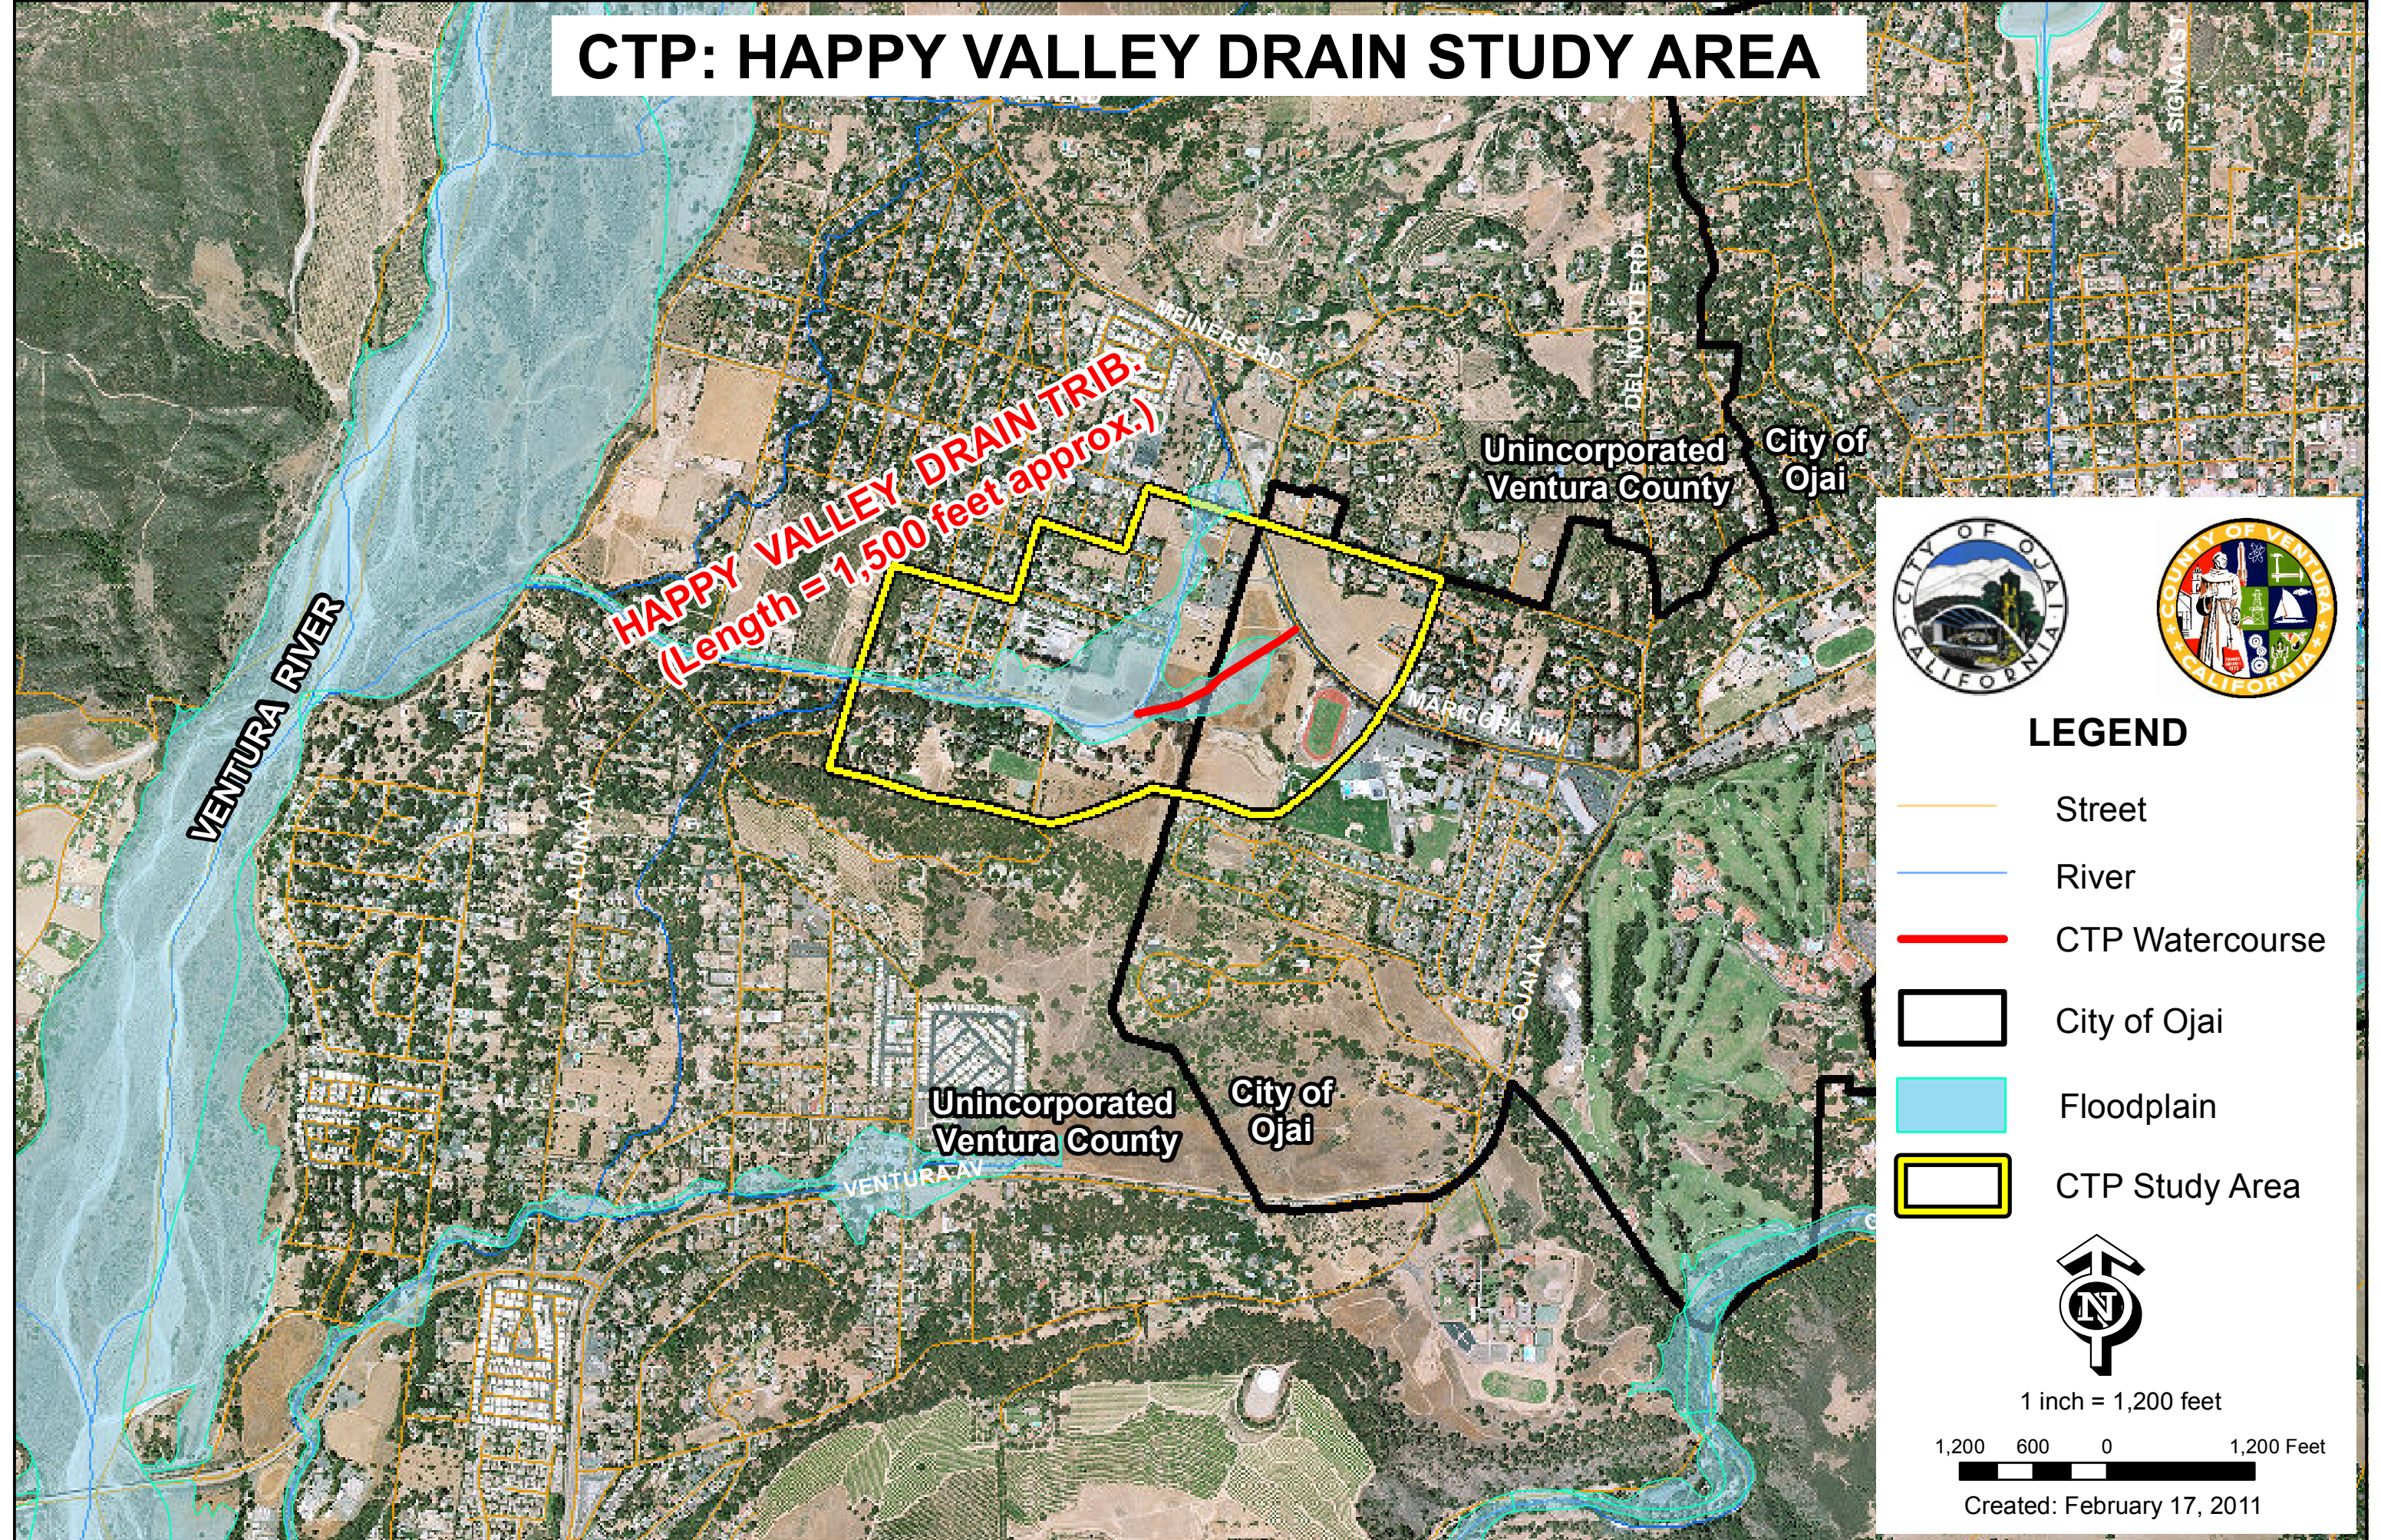 CTP: HAPPY VALLEY DRAIN STUDY AREA
SIGNAL ST
MEINERS RD
DEL NORTE RD
HAPPY VALLEY DRAIN TRIB.
(Length = 1,500 feet approx.)
Unincorporated
Ventura County
City of
Ojai
VENTURA RIVER
MARICOPA HW
LA LUNA AV
OJAI AV
Unincorporated
Ventura County
City of
Ojai
VENTURA AV
CITY OF OJAI
CALIFORNIA
COUNTY OF VENTURA
CALIFORNIA
LEGEND
Street
River
CTP Watercourse
City of Ojai
Floodplain
CTP Study Area
N
1 inch = 1,200 feet
1,200 600 0 1,200 Feet
Created: February 17, 2011